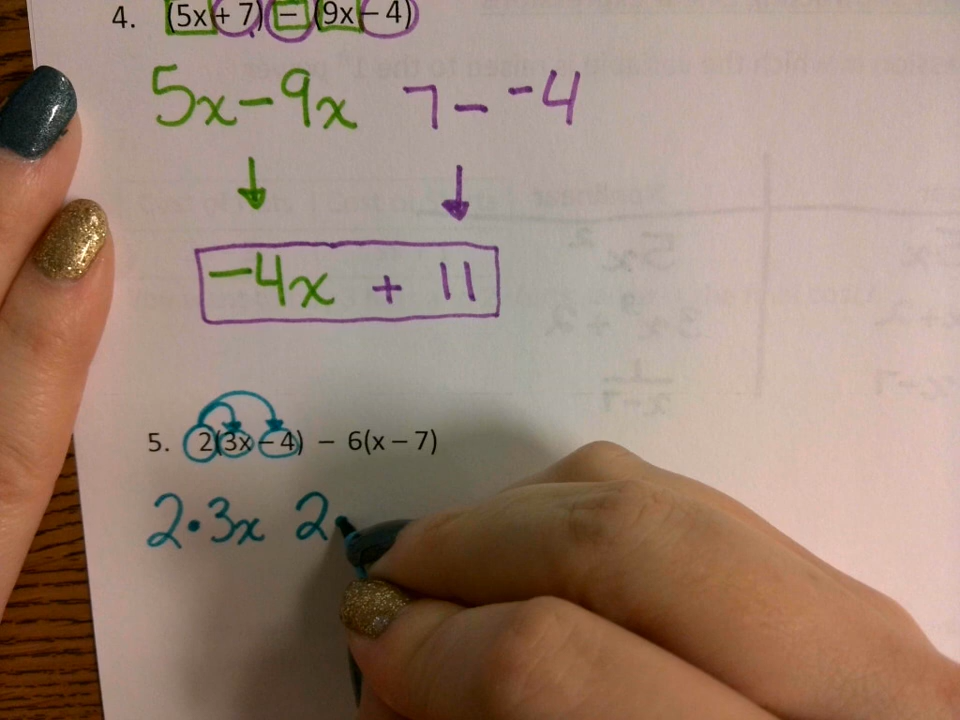 4. (5x + 7) − (9x − 4)
5x − 9x 7 − -4
-4x + 11
5. 2(3x − 4) − 6(x − 7)
2·3x 2·